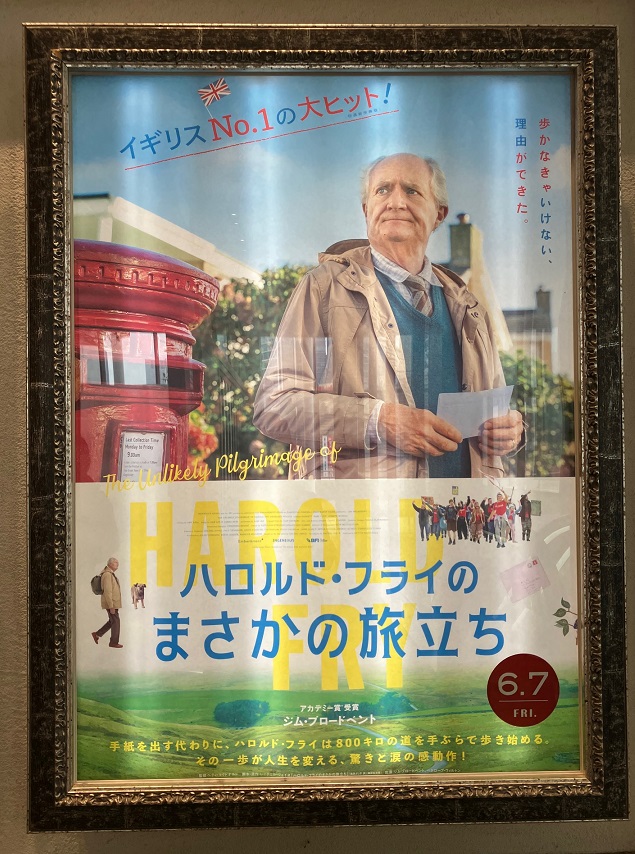 イギリスNo.1の大ヒット!
歩かなきゃいけない、
理由ができた。
Last Collection Time
Monday to Friday
9.00am
The Unlikely Pilgrimage of
HAROLD
FRY
ハロルド・フライの
まさかの旅立ち
6.7
FRI.
アカデミー賞®受賞
ジム・ブロードベント
手紙を出す代わりに、ハロルド・フライは800キロの道を手ぶらで歩き始める。
その一歩が人生を変える、驚きと涙の感動作!